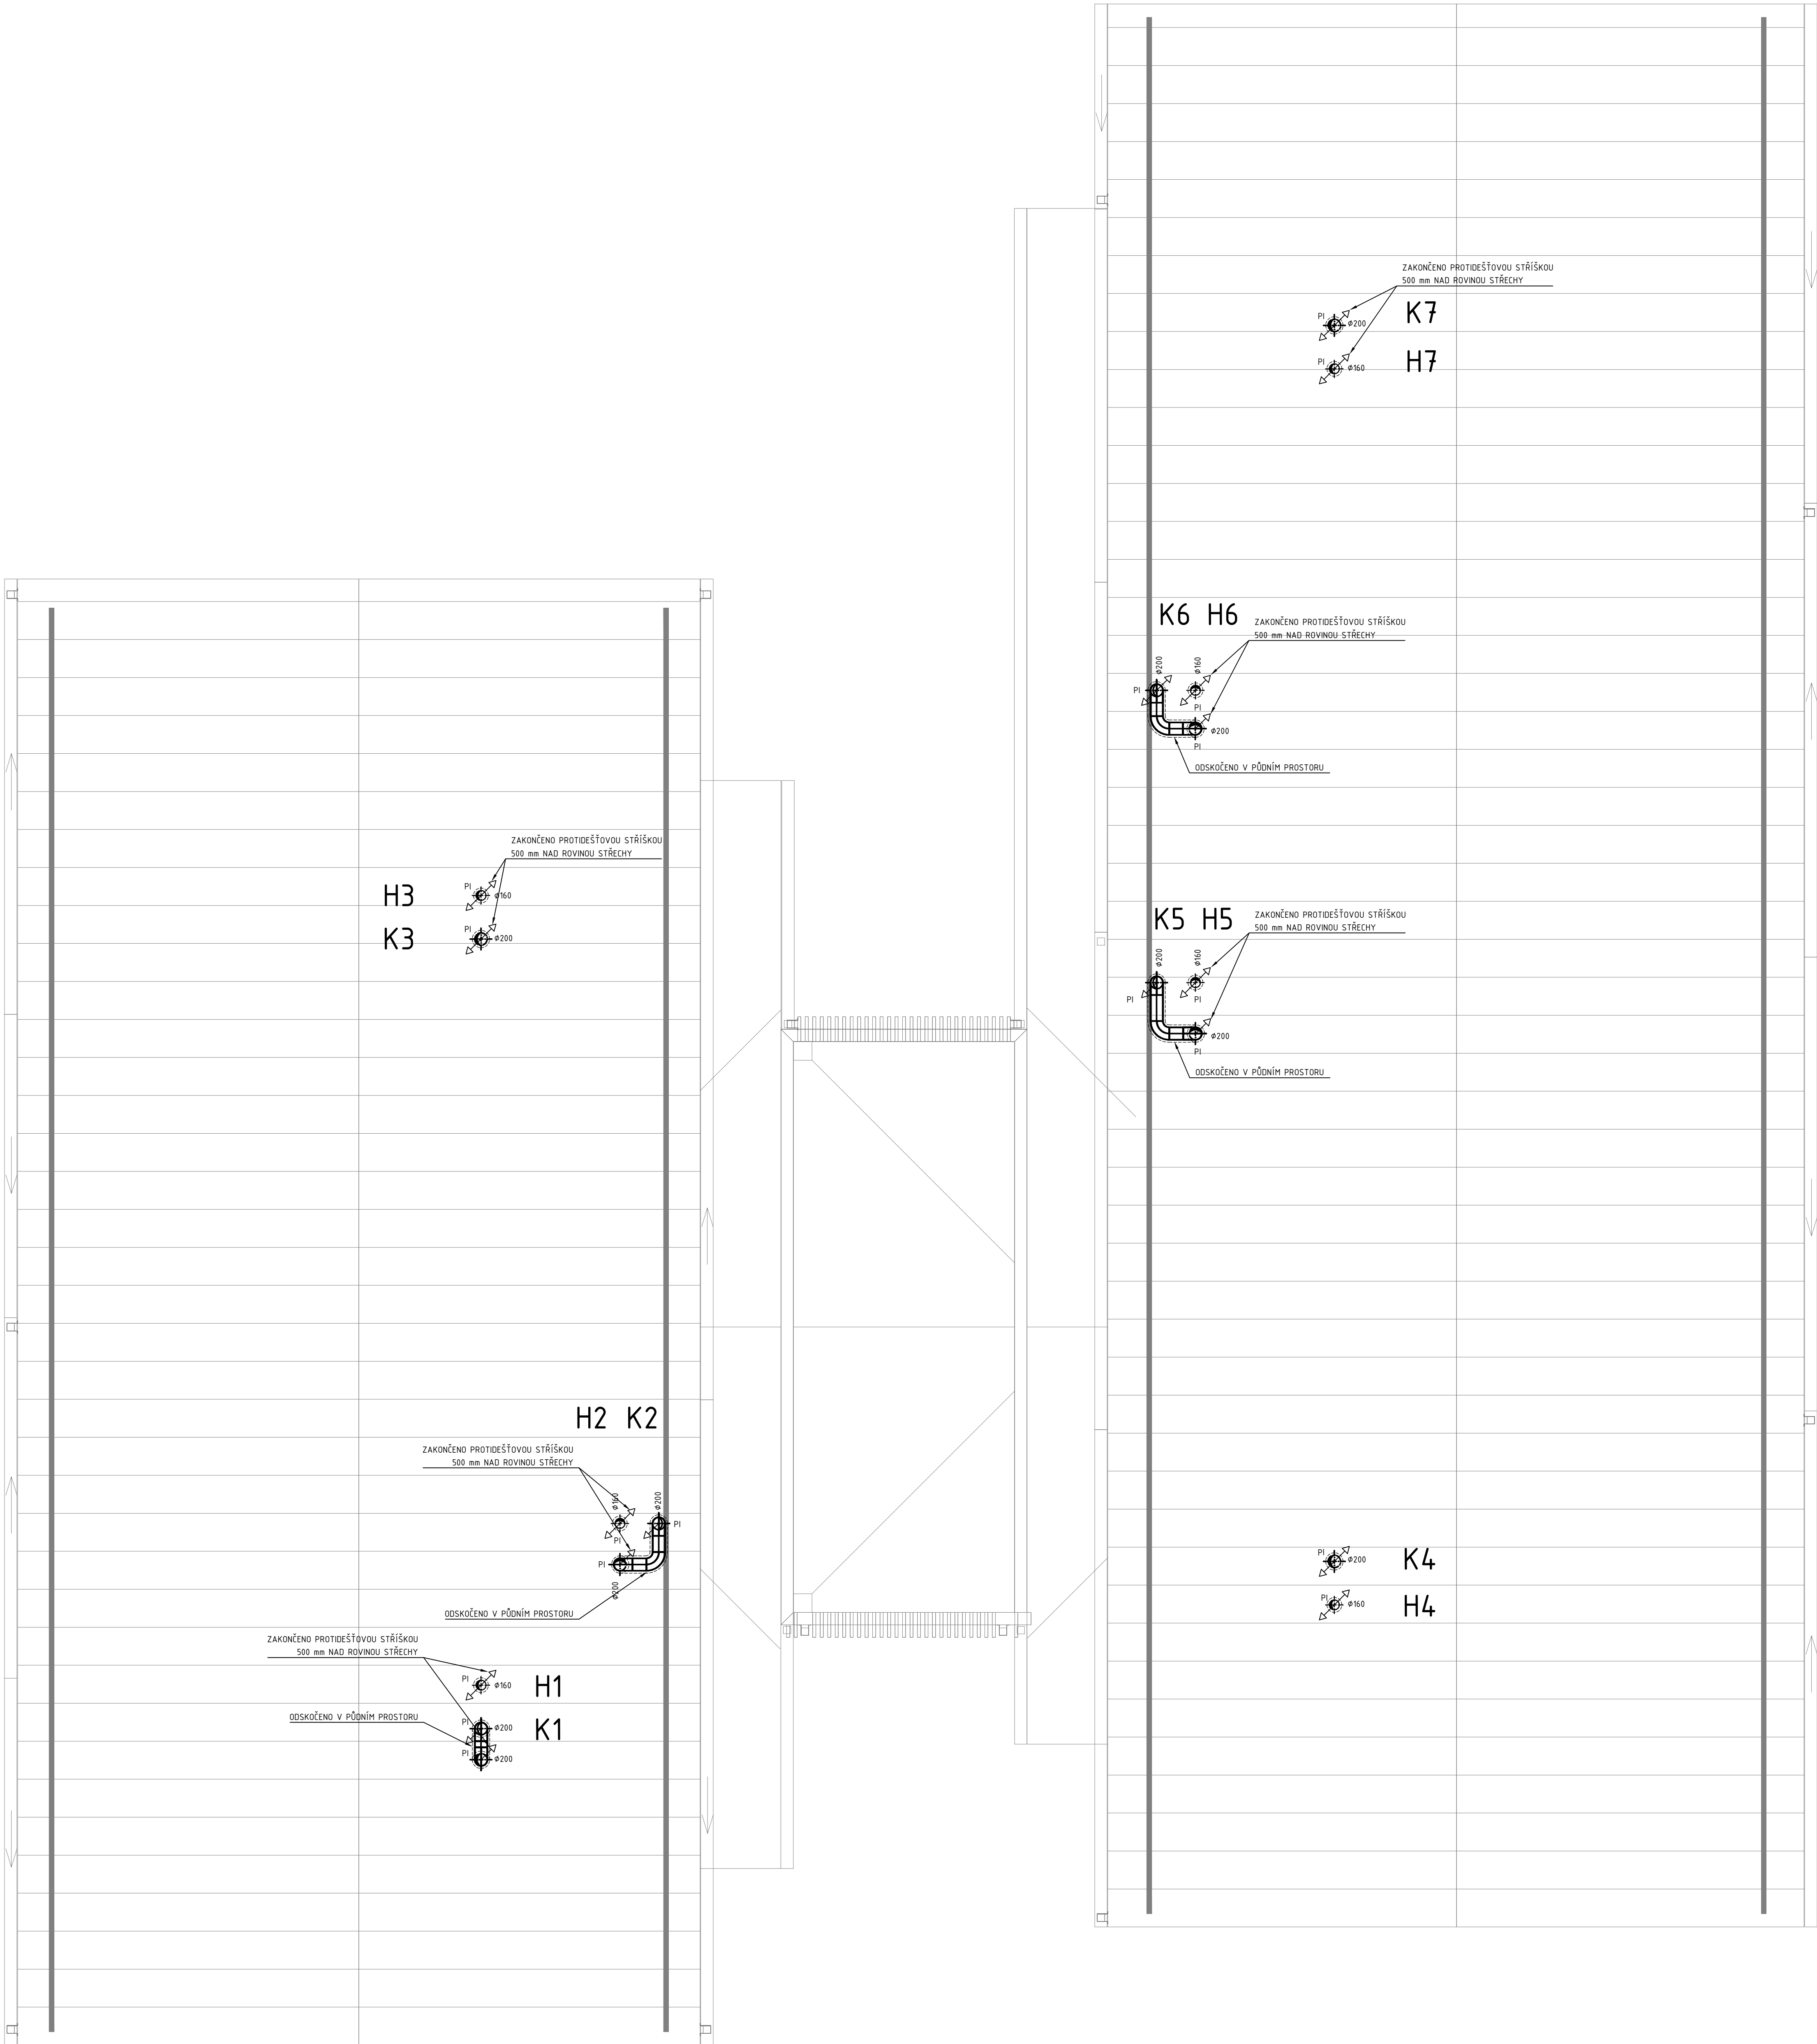 ZAKONČENO PROTIDEŠŤOVOU STŘÍŠKOU
500 mm NAD ROVINOU STŘECHY
PI
Ø200
K7
PI
Ø160
H7
K6 H6
ZAKONČENO PROTIDEŠŤOVOU STŘÍŠKOU
500 mm NAD ROVINOU STŘECHY
Ø200
Ø160
PI
PI
Ø200
PI
ODSKOČENO V PŮDNÍM PROSTORU
ZAKONČENO PROTIDEŠŤOVOU STŘÍŠKOU
500 mm NAD ROVINOU STŘECHY
H3
PI
Ø160
K3
PI
Ø200
K5 H5
ZAKONČENO PROTIDEŠŤOVOU STŘÍŠKOU
500 mm NAD ROVINOU STŘECHY
Ø200
Ø160
PI
PI
Ø200
PI
ODSKOČENO V PŮDNÍM PROSTORU
H2 K2
ZAKONČENO PROTIDEŠŤOVOU STŘÍŠKOU
500 mm NAD ROVINOU STŘECHY
Ø160
Ø200
PI
PI
PI
Ø200
ODSKOČENO V PŮDNÍM PROSTORU
PI
Ø200
K4
PI
Ø160
H4
ZAKONČENO PROTIDEŠŤOVOU STŘÍŠKOU
500 mm NAD ROVINOU STŘECHY
PI
Ø160
H1
ODSKOČENO V PŮDNÍM PROSTORU
PI
Ø200
K1
PI
Ø200